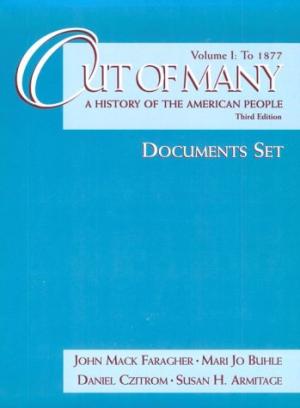 Volume I: To 1877
OUT OF MANY
A HISTORY OF THE AMERICAN PEOPLE
Third Edition
DOCUMENTS SET
JOHN MACK FARAGHER • MARI JO BUHLE
DANIEL CZITROM • SUSAN H. ARMITAGE